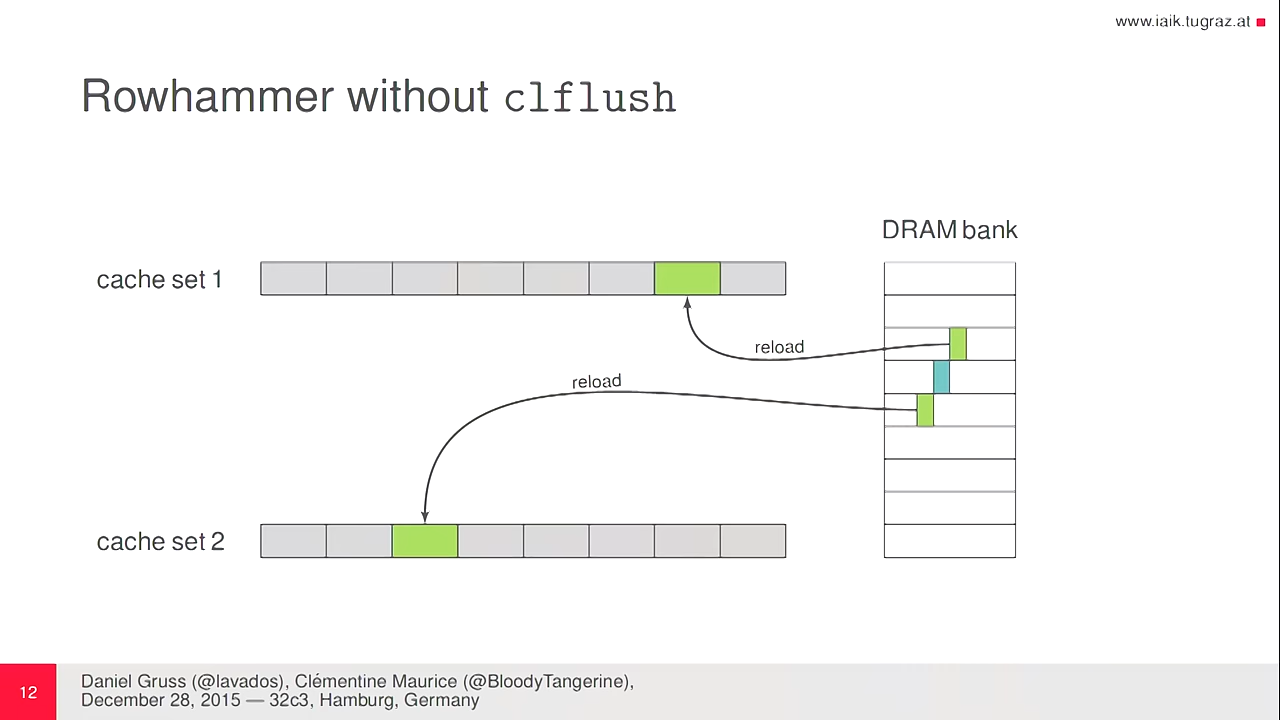 www.iaik.tugraz.at
Rowhammer without clflush
DRAM bank
cache set 1
reload
reload
cache set 2
12
Daniel Gruss (@lavados), Clémentine Maurice (@BloodyTangerine),
December 28, 2015 — 32c3, Hamburg, Germany